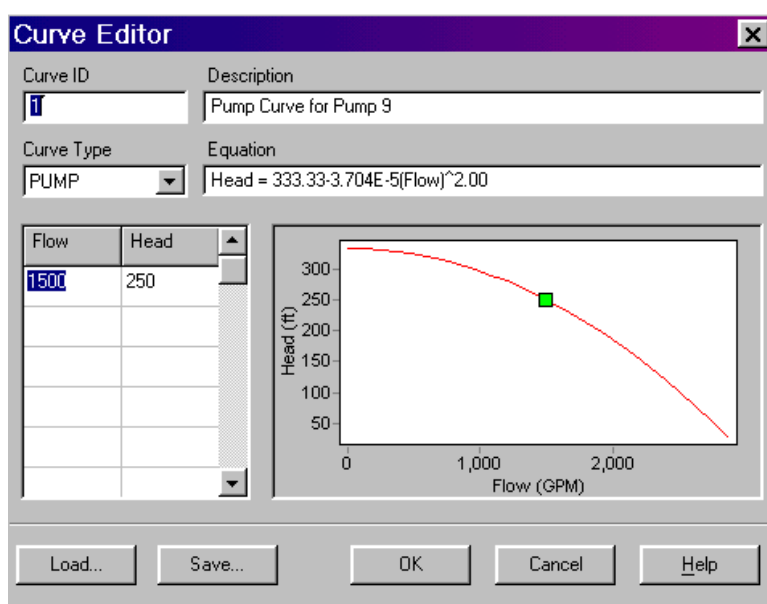 Curve Editor
Curve ID
Description
1
Pump Curve for Pump 9
Curve Type
Equation
PUMP
Head = 333.33-3.704E-5(Flow)^2.00
Flow Head
1500 250
300
250
200
150
100
50
Head (ft)
0 1,000 2,000
Flow (GPM)
Load... Save... OK Cancel Help